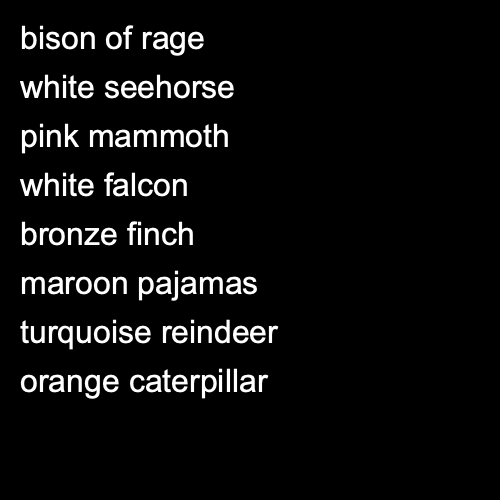 bison of rage
white seehorse
pink mammoth
white falcon
bronze finch
maroon pajamas
turquoise reindeer
orange caterpillar